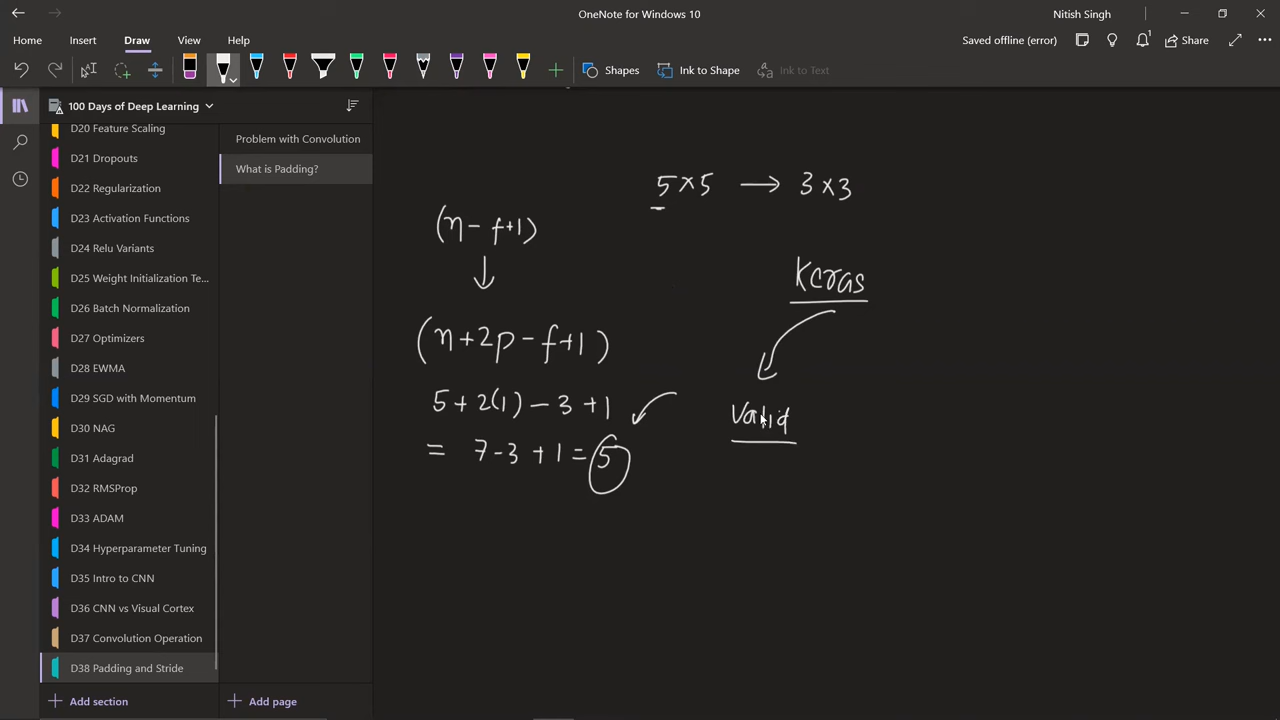 OneNote for Windows 10
Nitish Singh
Home Insert Draw View Help
Saved offline (error)
Share
Shapes
Ink to Shape
Ink to Text
100 Days of Deep Learning
D20 Feature Scaling
D21 Dropouts
D22 Regularization
D23 Activation Functions
D24 Relu Variants
D25 Weight Initialization Te...
D26 Batch Normalization
D27 Optimizers
D28 EWMA
D29 SGD with Momentum
D30 NAG
D31 Adagrad
D32 RMSProp
D33 ADAM
D34 Hyperparameter Tuning
D35 Intro to CNN
D36 CNN vs Visual Cortex
D37 Convolution Operation
D38 Padding and Stride
Add section
Problem with Convolution
What is Padding?
Add page
5×5 → 3×3
(n - f+1)
↓
(n+2p - f+1)
5 + 2(1) - 3 + 1
= 7 - 3 + 1 = 5
Keras
Valid